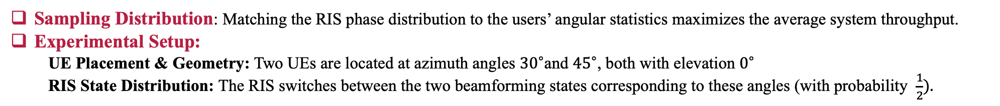 ❑ Sampling Distribution: Matching the RIS phase distribution to the users’ angular statistics maximizes the average system throughput.
❑ Experimental Setup:
UE Placement & Geometry: Two UEs are located at azimuth angles 30°and 45°, both with elevation 0°
RIS State Distribution: The RIS switches between the two beamforming states corresponding to these angles (with probability 1/2).